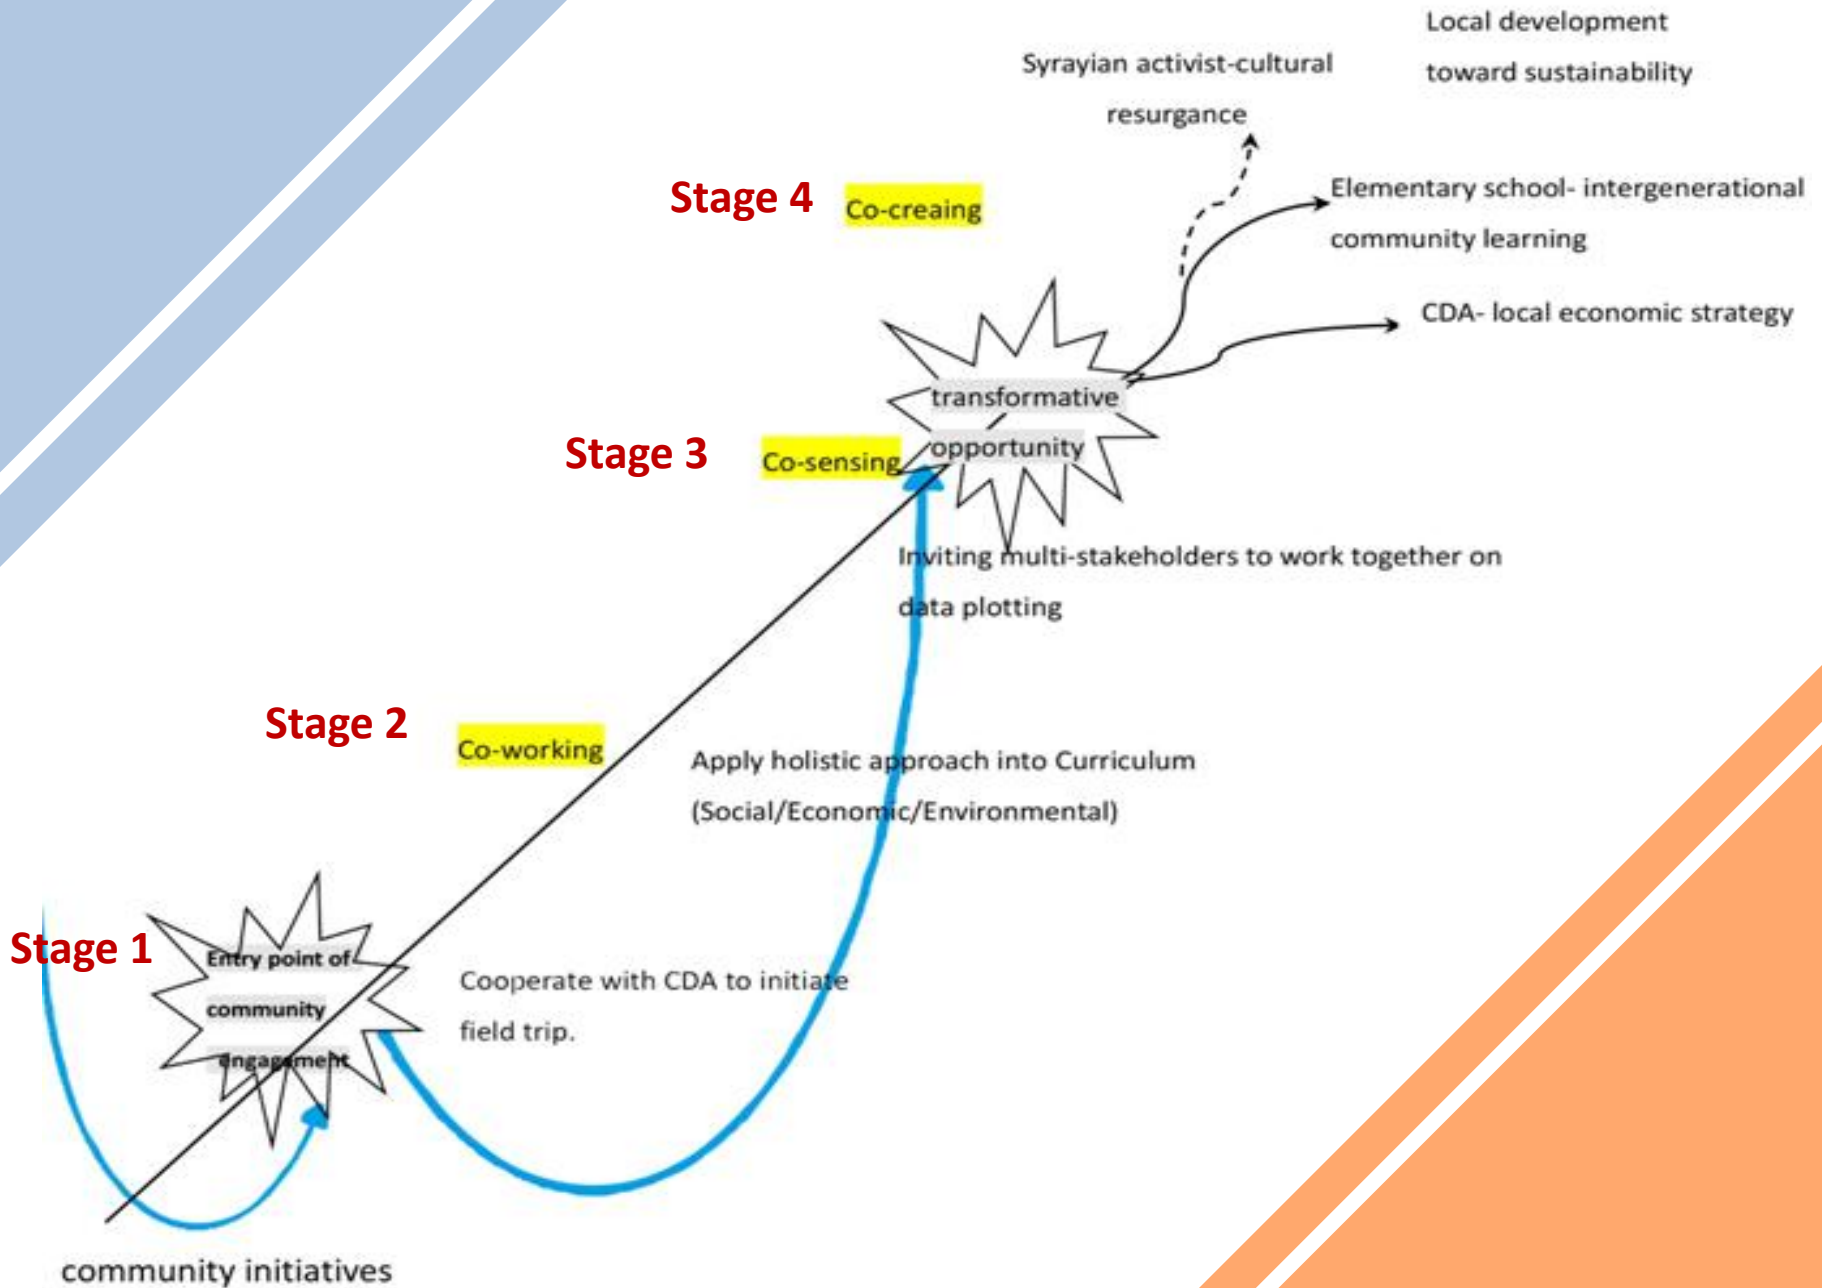 Local development
toward sustainability
Syrayian activist-cultural
resurgance
Stage 4
Co-creaing
Elementary school- intergenerational
community learning
CDA- local economic strategy
transformative
opportunity
Stage 3
Co-sensing
Inviting multi-stakeholders to work together on
data plotting
Stage 2
Co-working
Apply holistic approach into Curriculum
(Social/Economic/Environmental)
Stage 1
Entry point of
community
engagement
Cooperate with CDA to initiate
field trip.
community initiatives